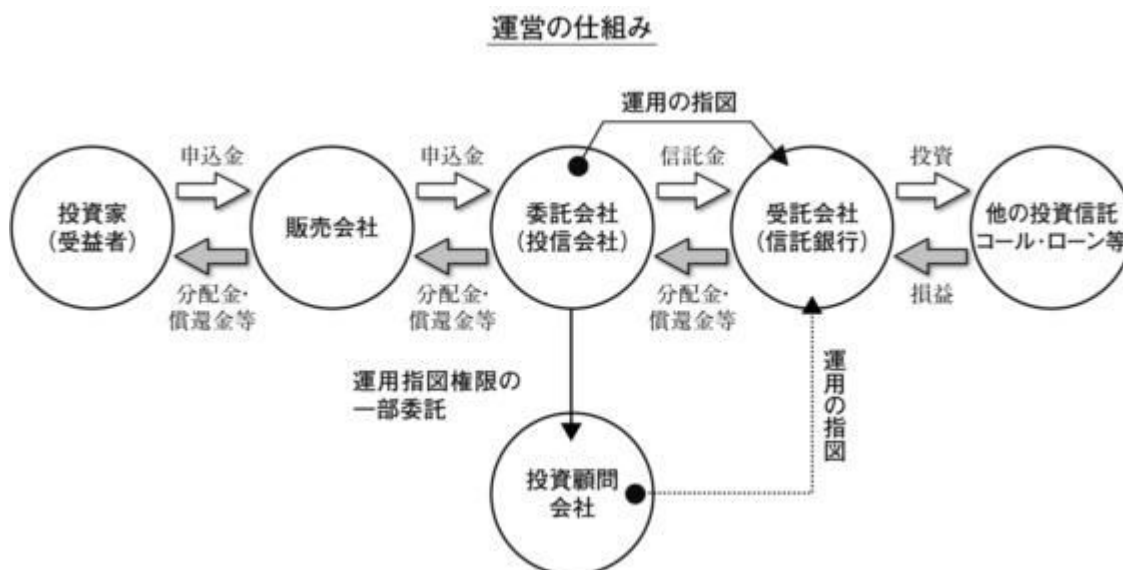 運営の仕組み
運用の指図
申込金
申込金
信託金
投資
投資家
(受益者)
販売会社
委託会社
(投信会社)
受託会社
(信託銀行)
他の投資信託
コール・ローン等
分配金・
償還金等
分配金・
償還金等
分配金・
償還金等
損益
運用指図権限の
一部委託
運用の指図
投資顧問
会社